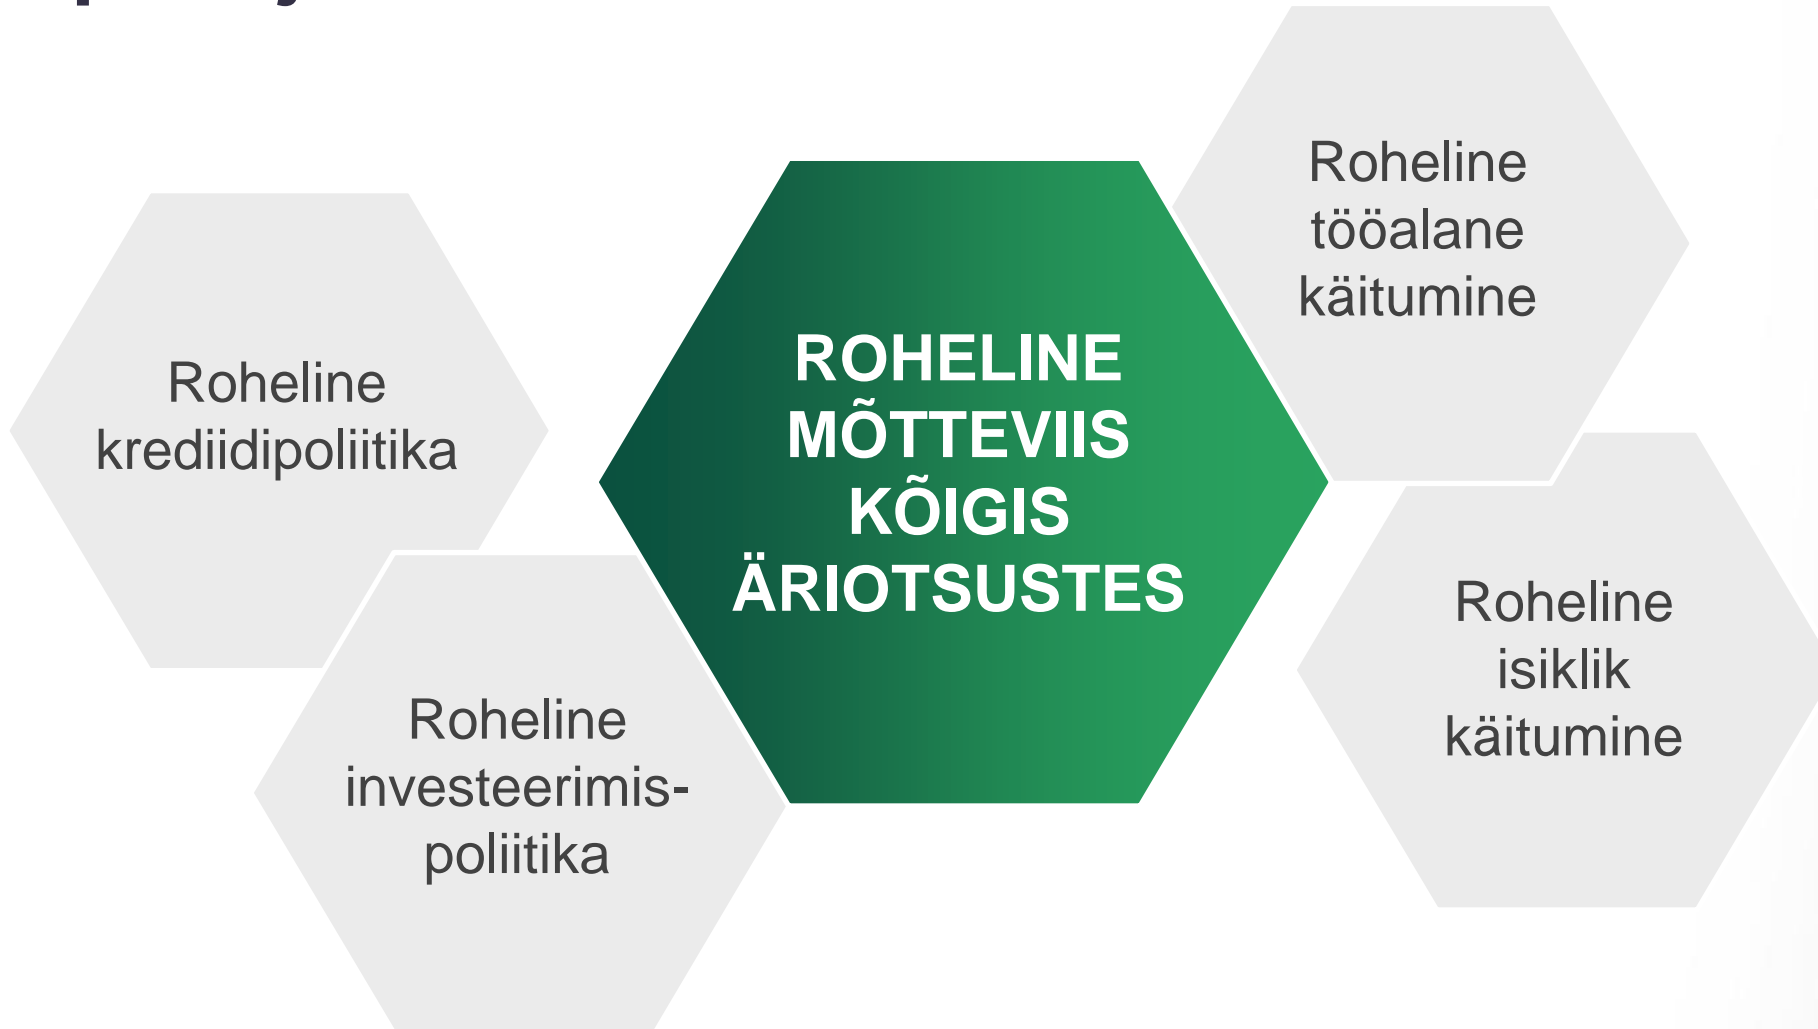 Roheline
krediidipoliitika
Roheline
investeerimis-
poliitika
ROHELINE
MÕTTEVIIS
KÕIGIS
ÄRIOTSUSTES
Roheline
tööalane
käitumine
Roheline
isiklik
käitumine